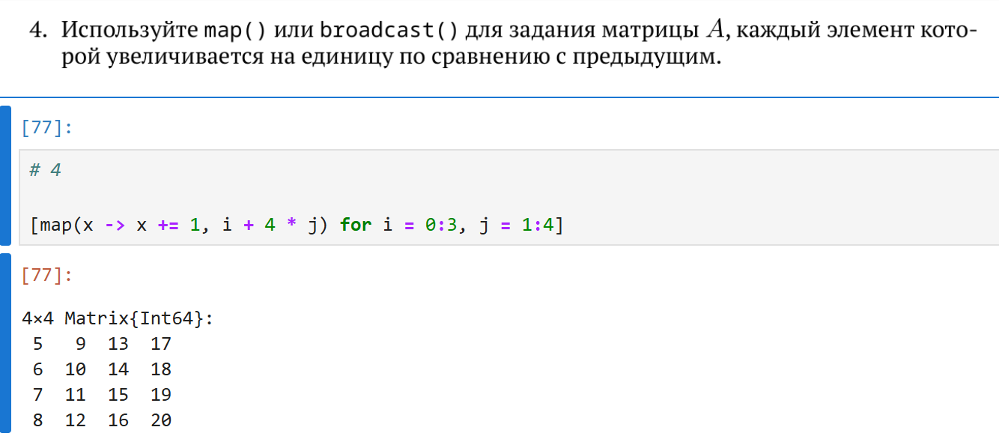 4. Используйте map() или broadcast() для задания матрицы A, каждый элемент кото-
рой увеличивается на единицу по сравнению с предыдущим.
[77]:
# 4
[map(x -> x += 1, i + 4 * j) for i = 0:3, j = 1:4]
[77]:
4×4 Matrix{Int64}:
5 9 13 17
6 10 14 18
7 11 15 19
8 12 16 20